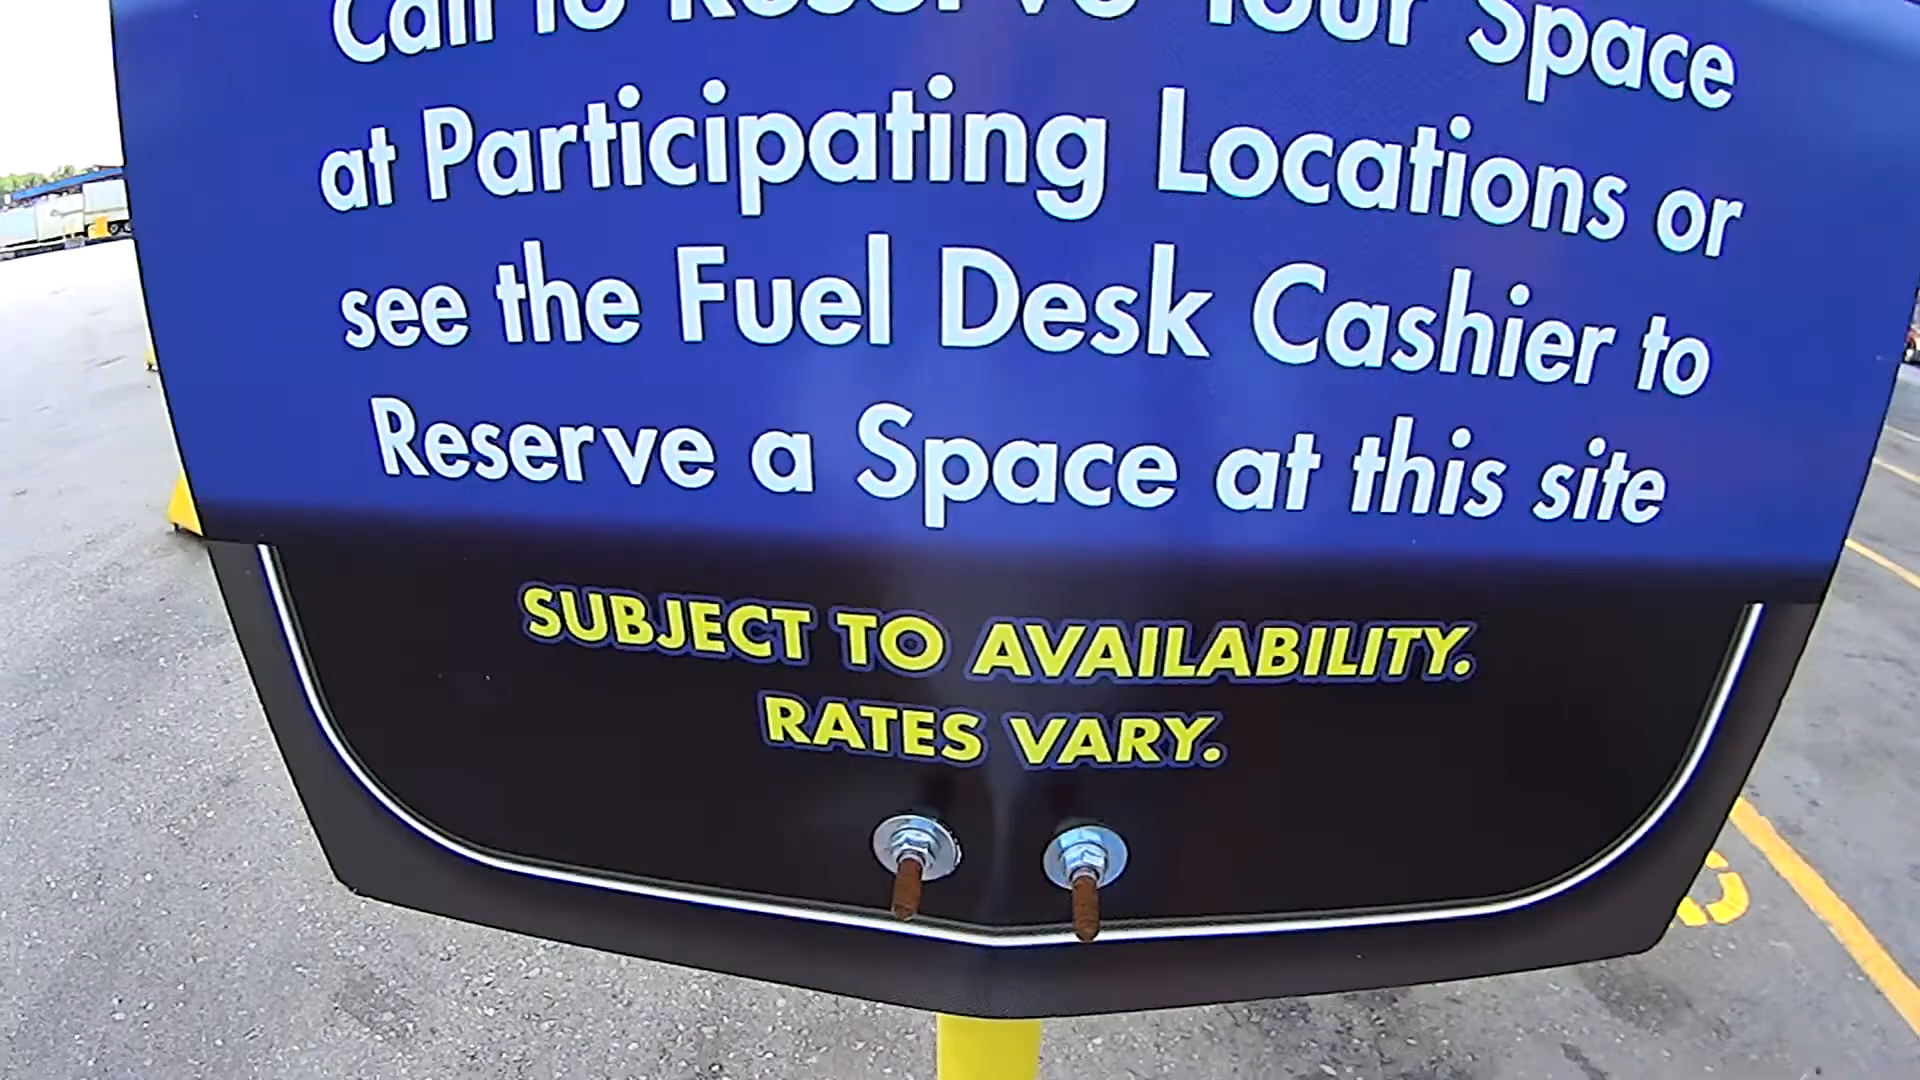 Call to Reserve Your Space
at Participating Locations or
see the Fuel Desk Cashier to
Reserve a Space at this site
SUBJECT TO AVAILABILITY.
RATES VARY.